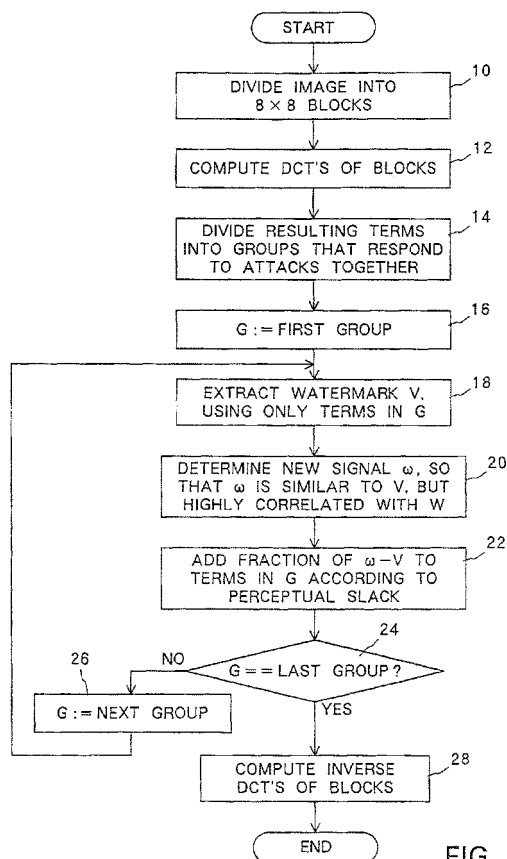 START
10
DIVIDE IMAGE INTO
8 × 8 BLOCKS
12
COMPUTE DCT'S OF BLOCKS
14
DIVIDE RESULTING TERMS
INTO GROUPS THAT RESPOND
TO ATTACKS TOGETHER
16
G := FIRST GROUP
18
EXTRACT WATERMARK V,
USING ONLY TERMS IN G
20
DETERMINE NEW SIGNAL ω, SO
THAT ω IS SIMILAR TO V, BUT
HIGHLY CORRELATED WITH W
22
ADD FRACTION OF ω–V TO
TERMS IN G ACCORDING TO
PERCEPTUAL SLACK
24
G == LAST GROUP?
NO
26
G := NEXT GROUP
YES
28
COMPUTE INVERSE
DCT'S OF BLOCKS
END
FIG